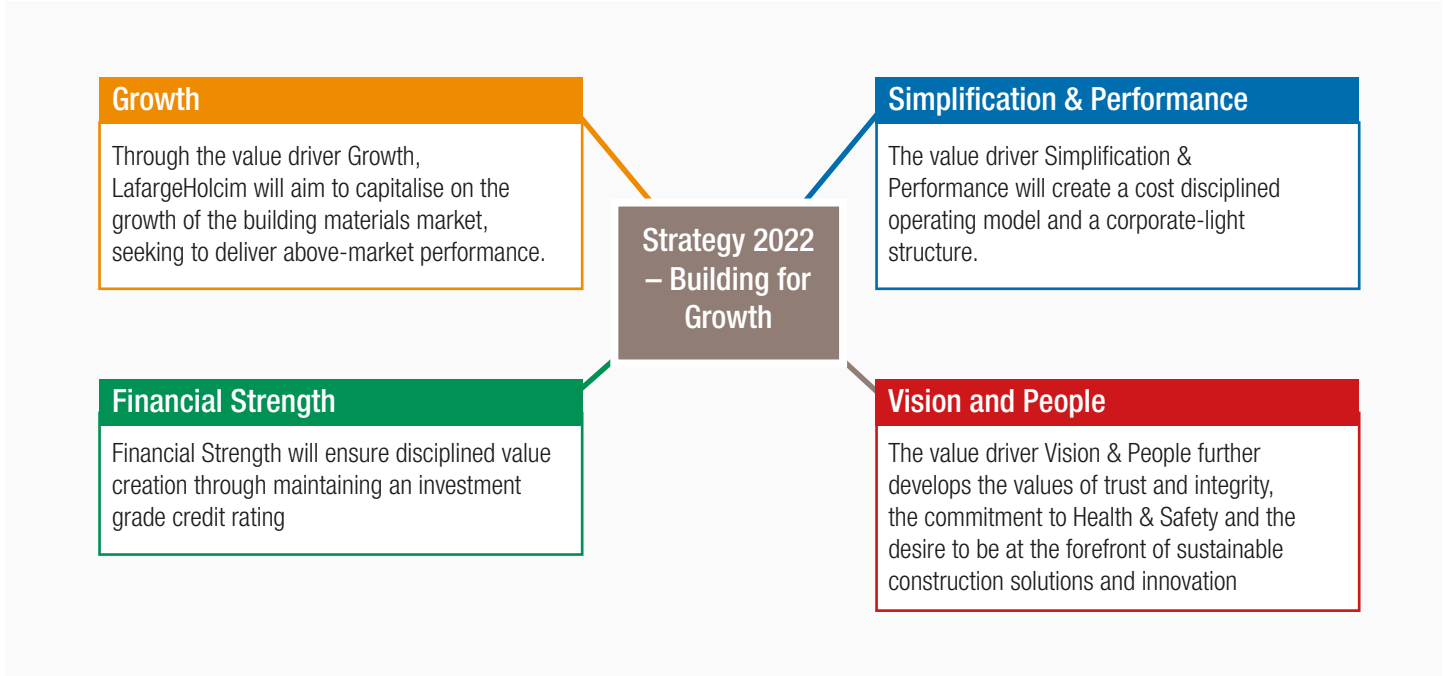 Growth
Through the value driver Growth,
LafargeHolcim will aim to capitalise on the
growth of the building materials market,
seeking to deliver above-market performance.
Simplification & Performance
The value driver Simplification &
Performance will create a cost disciplined
operating model and a corporate-light
structure.
Strategy 2022
– Building for
Growth
Financial Strength
Financial Strength will ensure disciplined value
creation through maintaining an investment
grade credit rating
Vision and People
The value driver Vision & People further
develops the values of trust and integrity,
the commitment to Health & Safety and the
desire to be at the forefront of sustainable
construction solutions and innovation